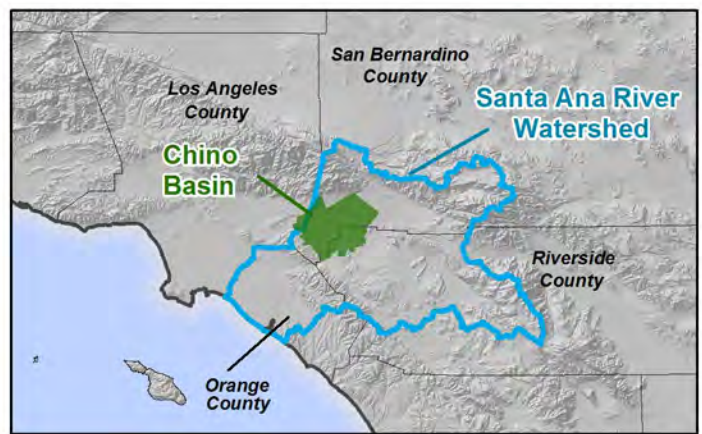 San Bernardino
County
Los Angeles
County
Santa Ana River
Watershed
Chino
Basin
Riverside
County
Orange
County